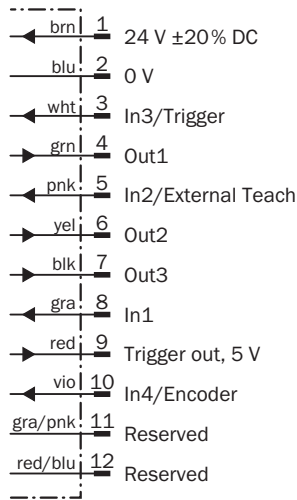 brn 1 24 V ±20% DC
blu 2 0 V
wht 3 In3/Trigger
grn 4 Out1
pnk 5 In2/External Teach
yel 6 Out2
blk 7 Out3
gra 8 In1
red 9 Trigger out, 5 V
vio 10 In4/Encoder
gra/pnk 11 Reserved
red/blu 12 Reserved